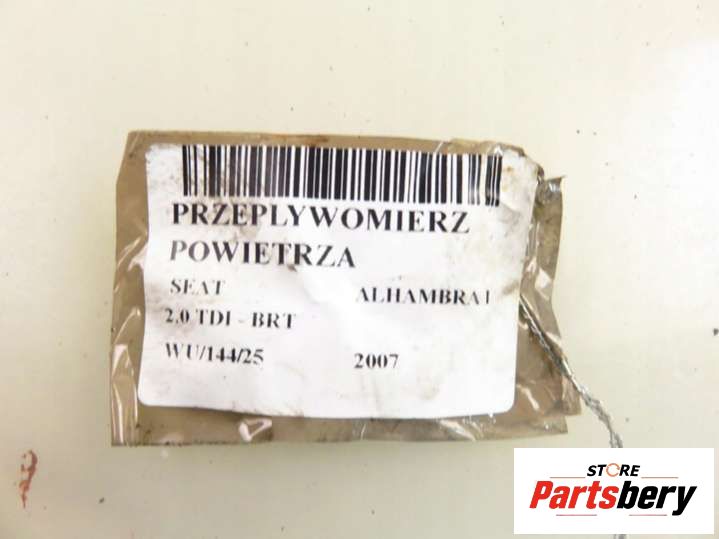 PRZEPLYWOMIERZ
POWIETRZA
SEAT ALHAMBRA I
2.0 TDI - BRT
WU/144/25 2007
STORE
Partsbery